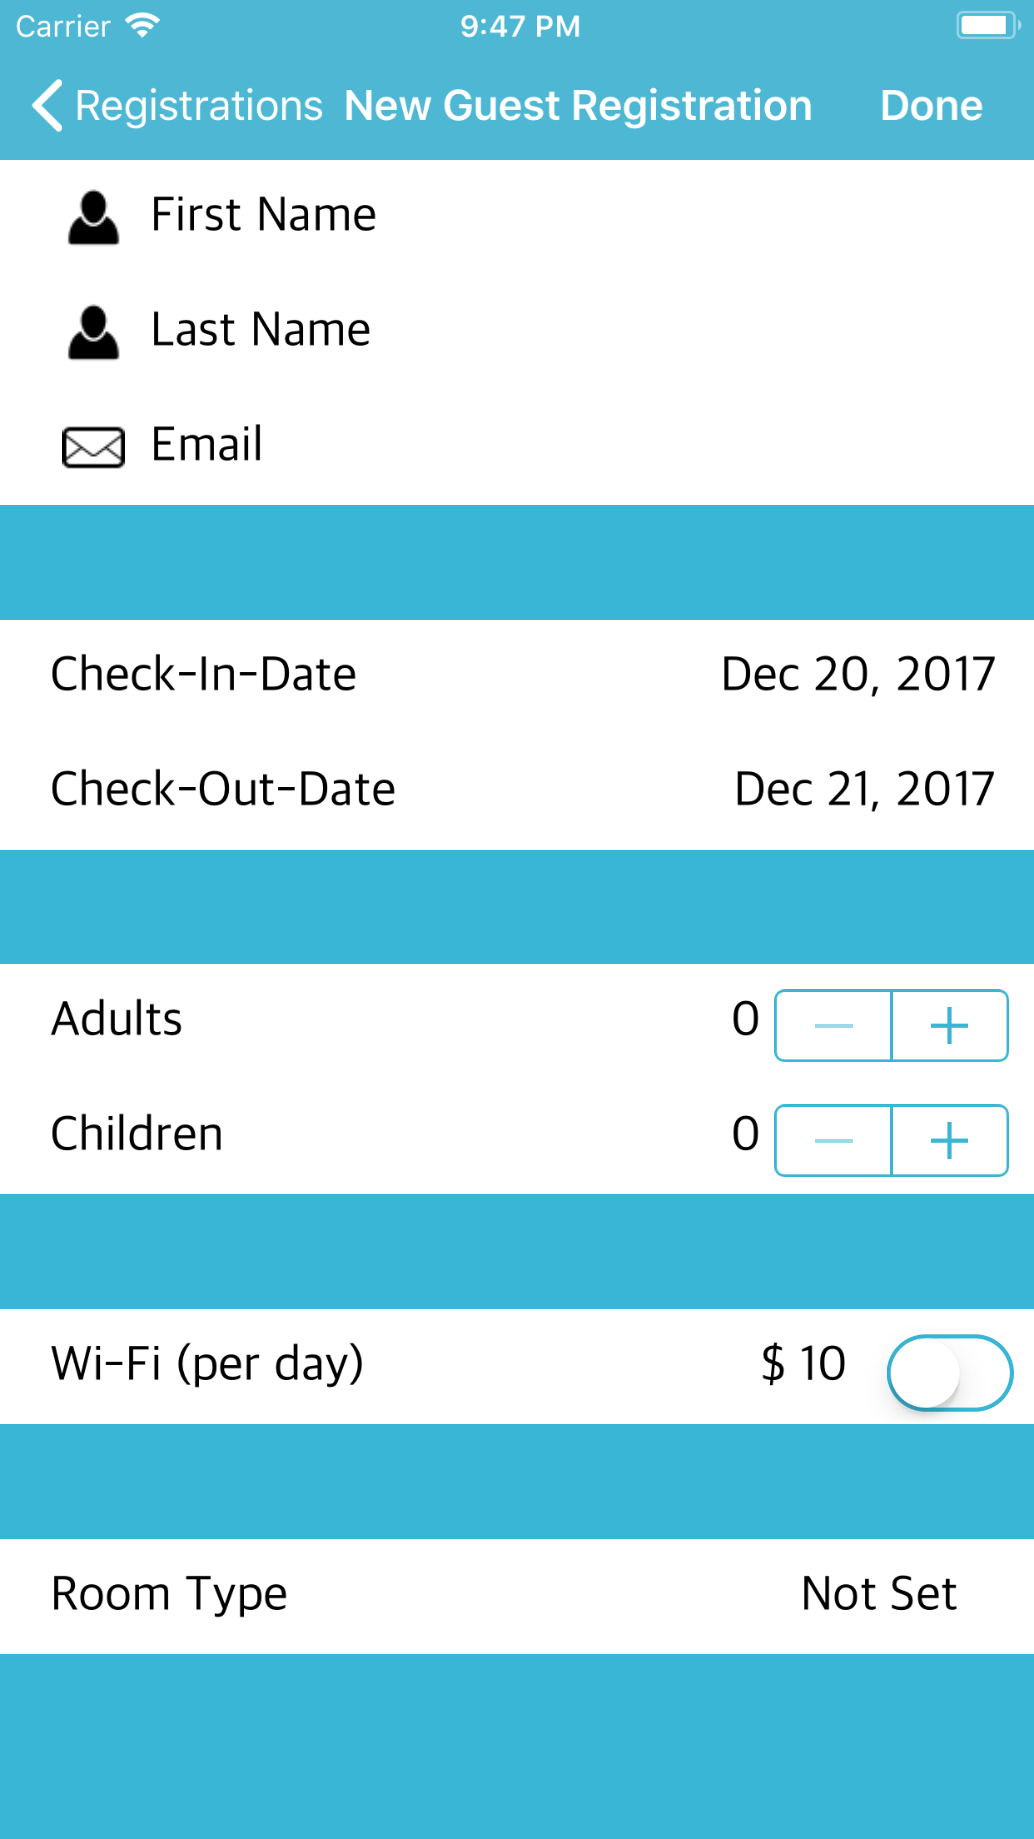 Carrier 9:47 PM
Registrations New Guest Registration Done
First Name
Last Name
Email
Check-In-Date Dec 20, 2017
Check-Out-Date Dec 21, 2017
Adults 0 − +
Children 0 − +
Wi-Fi (per day) $ 10
Room Type Not Set